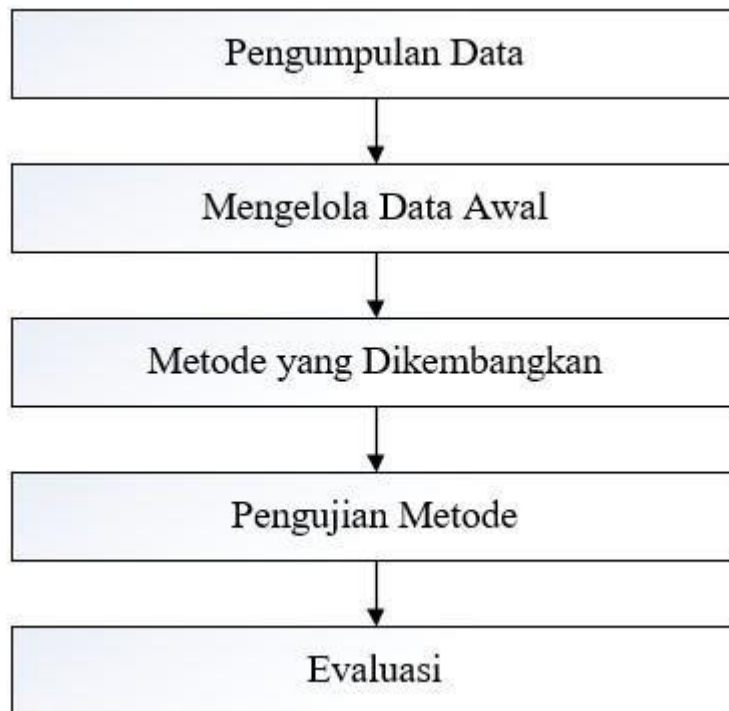 Pengumpulan Data
Mengelola Data Awal
Metode yang Dikembangkan
Pengujian Metode
Evaluasi